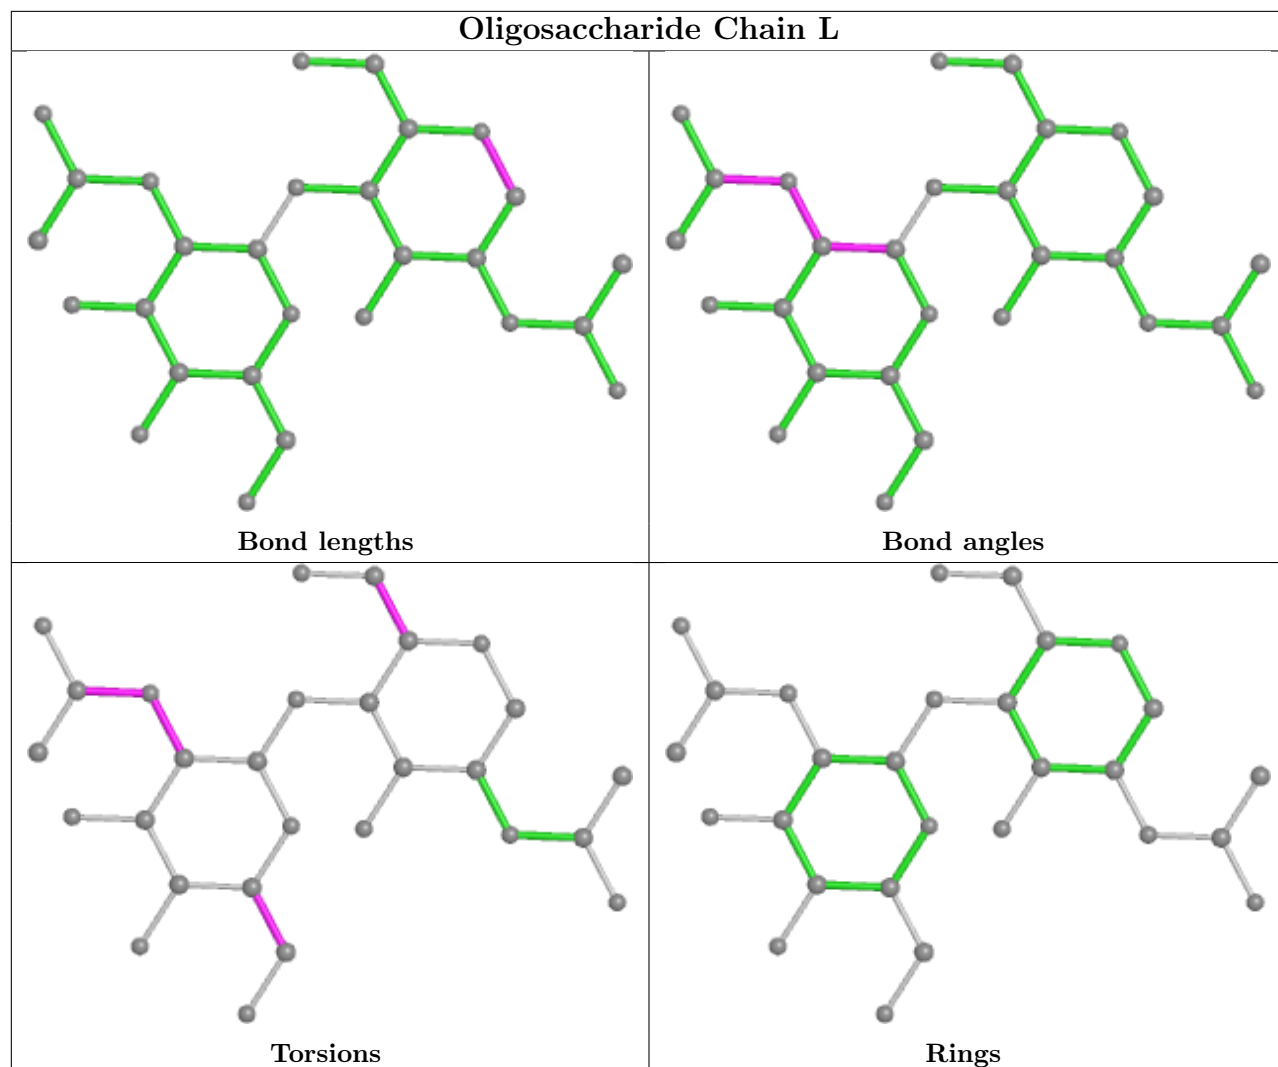 Oligosaccharide Chain L
Bond lengths
Bond angles
Torsions
Rings